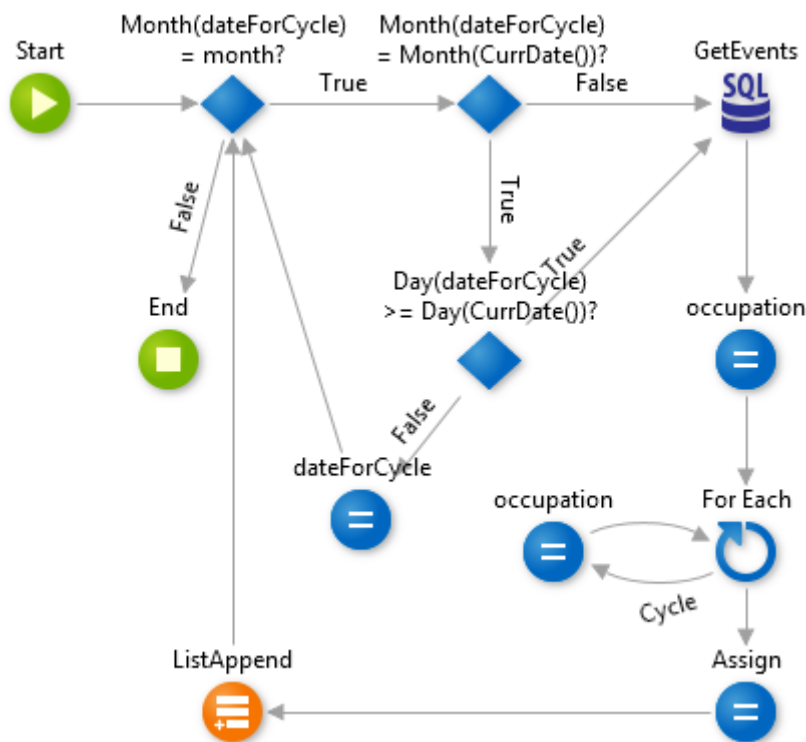 Month(dateForCycle)
= month?
Month(dateForCycle)
= Month(CurrDate())?
Start
GetEvents
SQL
True
False
False
True
True
Day(dateForCycle)
>= Day(CurrDate())?
End
occupation
False
dateForCycle
occupation
For Each
Cycle
ListAppend
Assign